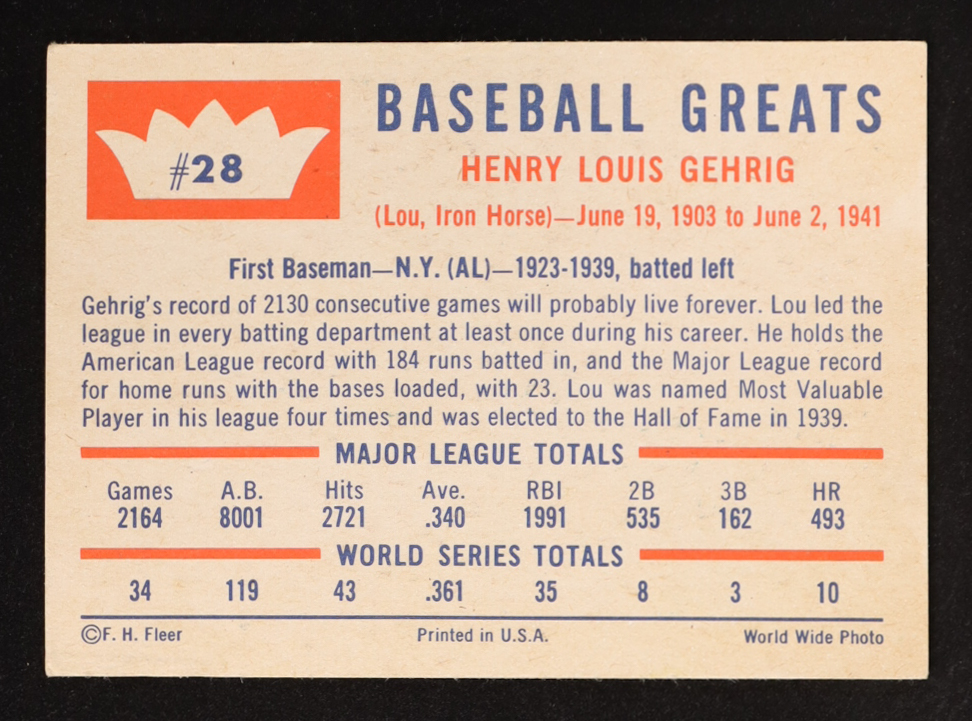 #28
BASEBALL GREATS
HENRY LOUIS GEHRIG
(Lou, Iron Horse)—June 19, 1903 to June 2, 1941
First Baseman—N.Y. (AL)—1923-1939, batted left
Gehrig's record of 2130 consecutive games will probably live forever. Lou led the
league in every batting department at least once during his career. He holds the
American League record with 184 runs batted in, and the Major League record
for home runs with the bases loaded, with 23. Lou was named Most Valuable
Player in his league four times and was elected to the Hall of Fame in 1939.
MAJOR LEAGUE TOTALS
Games A.B. Hits Ave. RBI 2B 3B HR
2164 8001 2721 .340 1991 535 162 493
WORLD SERIES TOTALS
34 119 43 .361 35 8 3 10
©F. H. Fleer Printed in U.S.A. World Wide Photo